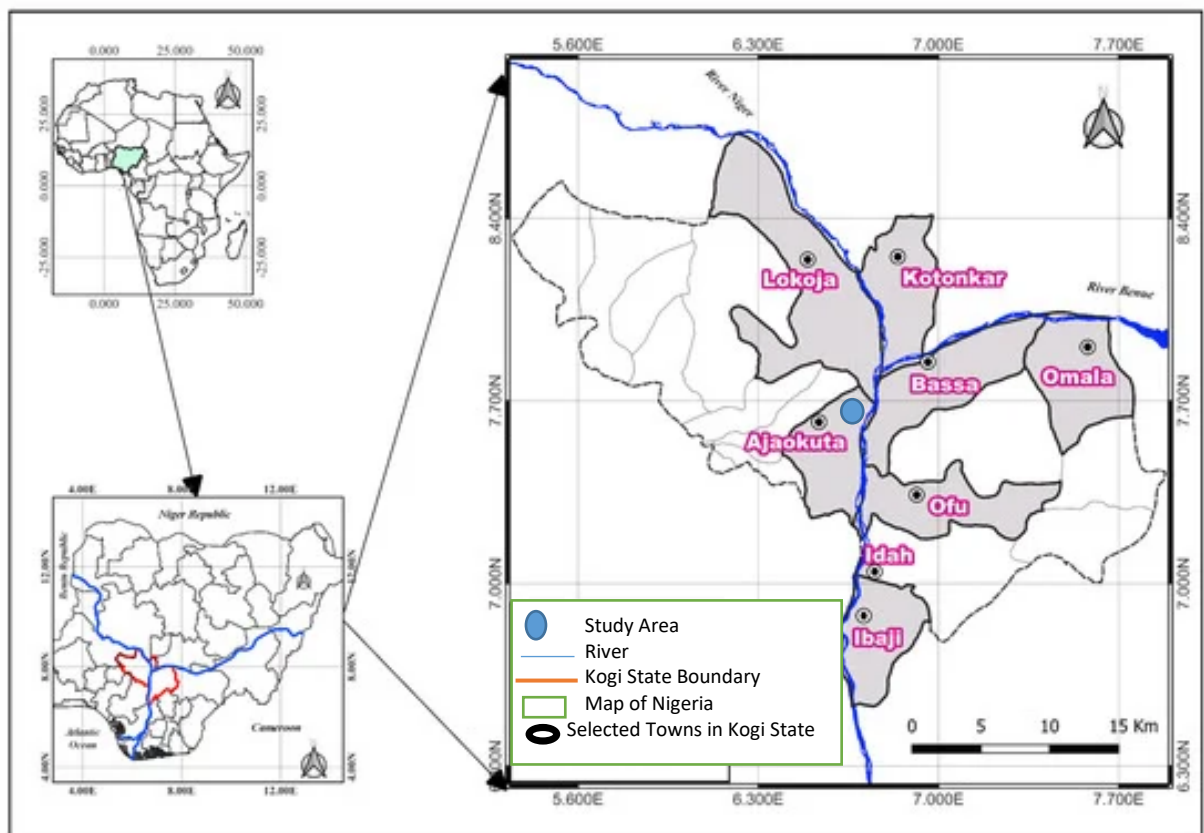 0.000 25.000 50.000
N
25.000
0.000
-25.000
25.000
0.000
-25.000
0.000 25.000 50.000
4.00E 8.00E 12.00E
Niger Republic
12.00N
8.00N
4.00N
12.00N
8.00N
4.00N
Cameroon
Atlantic
Ocean
4.00E 8.00E 12.00E
5.600E 6.300E 7.000E 7.700E
River Niger
N
8.400N
7.700N
7.000N
6.300N
8.400N
7.700N
7.000N
6.300N
Lokoja
Kotonkar
River Benue
Bassa
Omala
Ajaokuta
Ofu
Idah
Ibaji
Study Area
River
Kogi State Boundary
Map of Nigeria
Selected Towns in Kogi State
0 5 10 15 Km
5.600E 6.300E 7.000E 7.700E